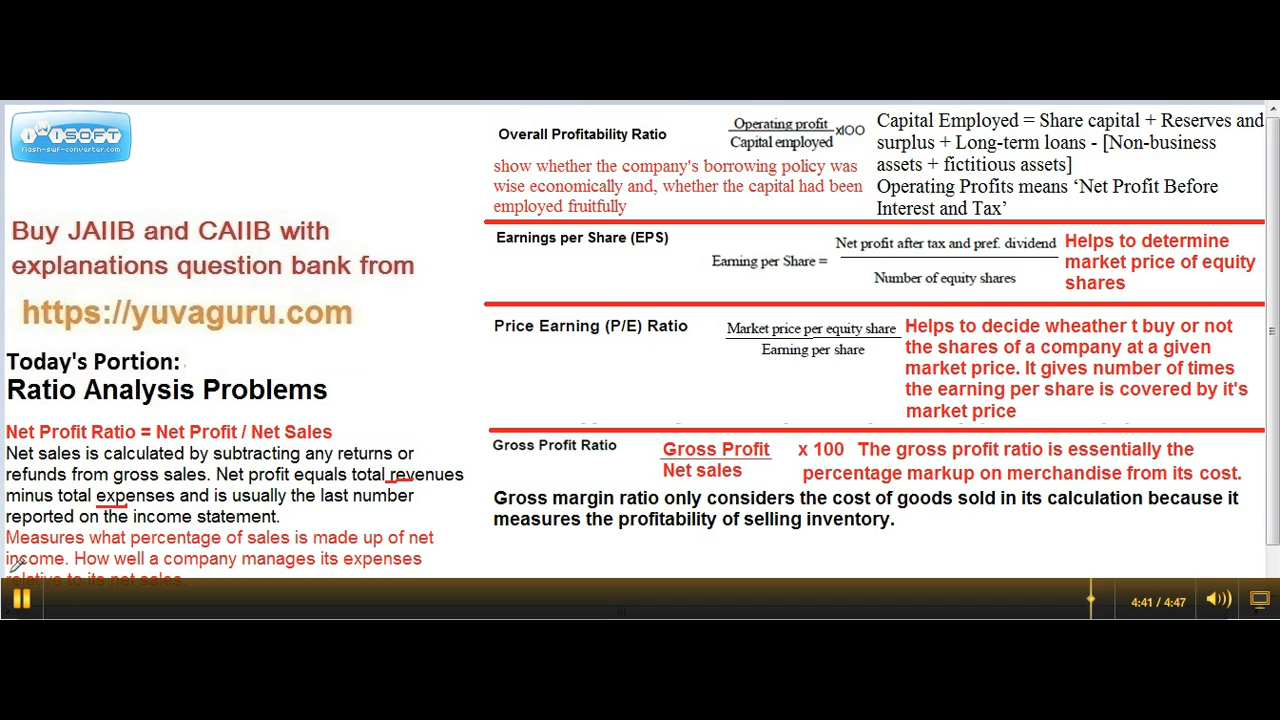 iWiSOFT
flash-swf-converter.com
Buy JAIIB and CAIIB with
explanations question bank from
https://yuvaguru.com
Today's Portion:
Ratio Analysis Problems
Net Profit Ratio = Net Profit / Net Sales
Net sales is calculated by subtracting any returns or
refunds from gross sales. Net profit equals total revenues
minus total expenses and is usually the last number
reported on the income statement.
Measures what percentage of sales is made up of net
income. How well a company manages its expenses
relative to its net sales.
Overall Profitability Ratio
Operating profit
Capital employed
x100
Capital Employed = Share capital + Reserves and
surplus + Long-term loans - [Non-business
assets + fictitious assets]
Operating Profits means ‘Net Profit Before
Interest and Tax’
show whether the company's borrowing policy was
wise economically and, whether the capital had been
employed fruitfully
Earnings per Share (EPS)
Earning per Share =
Net profit after tax and pref. dividend
Number of equity shares
Helps to determine
market price of equity
shares
Price Earning (P/E) Ratio
Market price per equity share
Earning per share
Helps to decide wheather t buy or not
the shares of a company at a given
market price. It gives number of times
the earning per share is covered by it's
market price
Gross Profit Ratio
Gross Profit
Net sales
x 100 The gross profit ratio is essentially the
percentage markup on merchandise from its cost.
Gross margin ratio only considers the cost of goods sold in its calculation because it
measures the profitability of selling inventory.
4:41 / 4:47